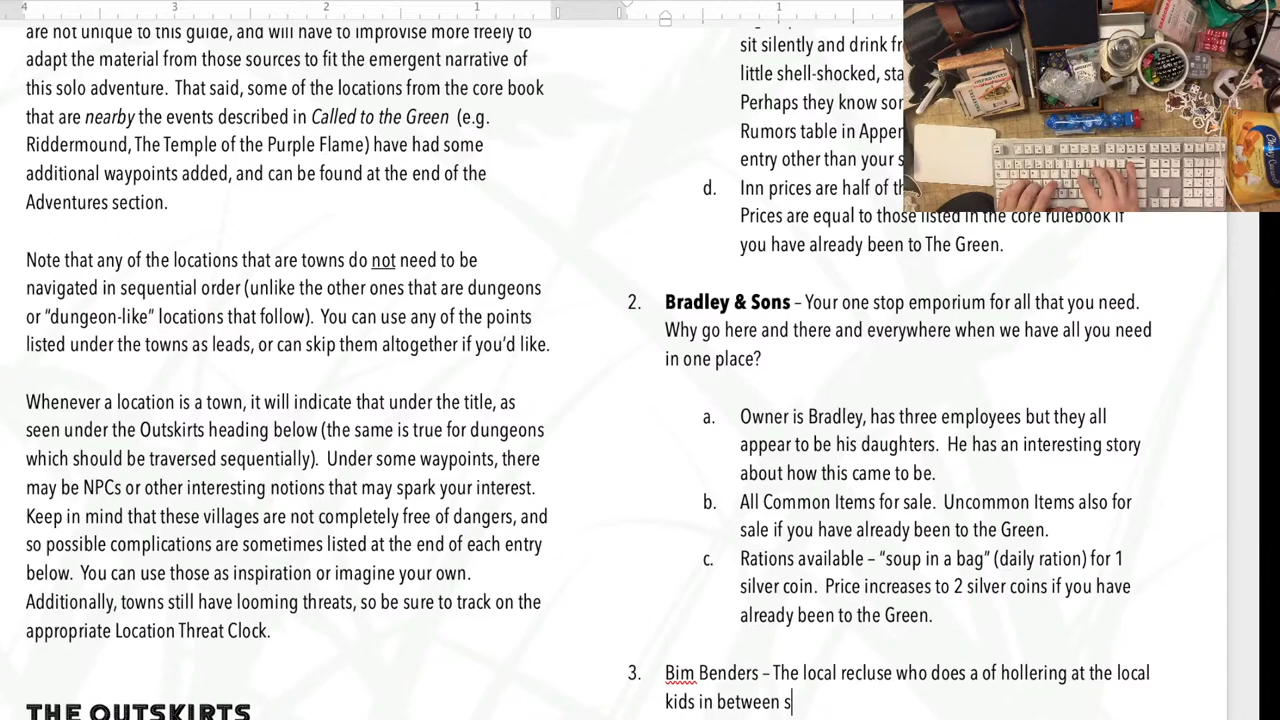 4 3 2 1 1
are not unique to this guide, and will have to improvise more freely to
adapt the material from those sources to fit the emergent narrative of
this solo adventure. That said, some of the locations from the core book
that are nearby the events described in Called to the Green (e.g.
Riddermound, The Temple of the Purple Flame) have had some
additional waypoints added, and can be found at the end of the
Adventures section.
Note that any of the locations that are towns do not need to be
navigated in sequential order (unlike the other ones that are dungeons
or “dungeon-like” locations that follow). You can use any of the points
listed under the towns as leads, or can skip them altogether if you’d like.
Whenever a location is a town, it will indicate that under the title, as
seen under the Outskirts heading below (the same is true for dungeons
which should be traversed sequentially). Under some waypoints, there
may be NPCs or other interesting notions that may spark your interest.
Keep in mind that these villages are not completely free of dangers, and
so possible complications are sometimes listed at the end of each entry
below. You can use those as inspiration or imagine your own.
Additionally, towns still have looming threats, so be sure to track on the
appropriate Location Threat Clock.
THE OUTSKIRTS
sit silently and drink
little shell-shocked,
Perhaps they know
Rumors table in
entry other than your
d. Inn prices are half of
Prices are equal to those listed in the core rulebook if
you have already been to The Green.
2. Bradley & Sons – Your one stop emporium for all that you need.
Why go here and there and everywhere when we have all you need
in one place?
a. Owner is Bradley, has three employees but they all
appear to be his daughters. He has an interesting story
about how this came to be.
b. All Common Items for sale. Uncommon Items also for
sale if you have already been to the Green.
c. Rations available – “soup in a bag” (daily ration) for 1
silver coin. Price increases to 2 silver coins if you have
already been to the Green.
3. Bim Benders – The local recluse who does a of hollering at the local
kids in between s